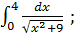 ∫₀⁴ dx/√(x²+9) ;